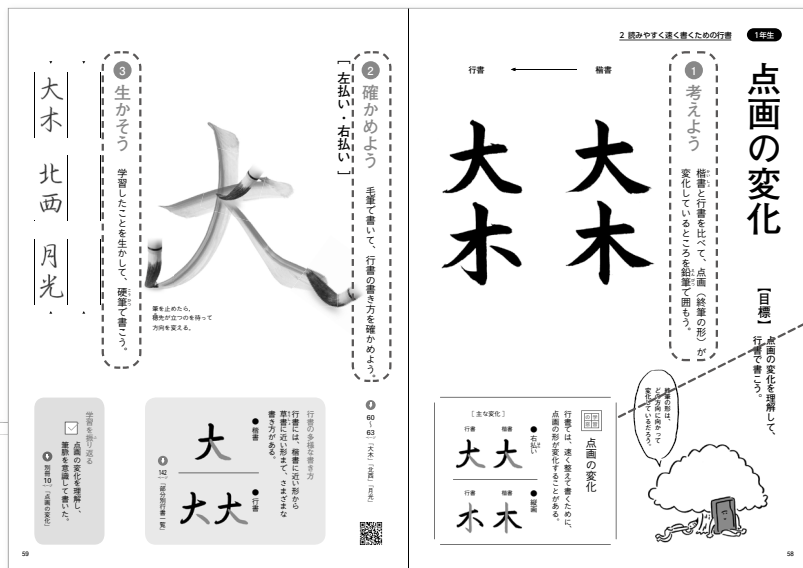 2 読みやすく速く書くための行書
1年生
点画の変化
【目標】
点画の変化を理解して、
行書で書こう。
1 考えよう
楷書と行書を比べて、点画（終筆の形）が
変化しているところを鉛筆で囲もう。
楷書
行書
大木
大木
終筆の形は、
どの方向に向かって
変化しているだろう。
点画の変化
行書では、速く整えて書くために、
点画の形が変化することがある。
［主な変化］
●右払い
楷書
行書
大
大
●縦画
楷書
行書
木
木
58
2 確かめよう
毛筆で書いて、行書の書き方を確かめよう。
60〜63
「大木」「北西」「月光」
［左払い・右払い］
大
筆を止めたら、
穂先が立つのを待って
方向を変える。
3 生かそう
学習したことを生かして、硬筆で書こう。
大木
北西
月光
行書の多様な書き方
行書には、楷書に近い形から
草書に近い形まで、さまざまな
書き方がある。
●楷書
大
●行書
大大
142
「部分別行書一覧」
学習を振り返る
点画の変化を理解し、
筆脈を意識して書いた。
別冊10
「点画の変化」
59